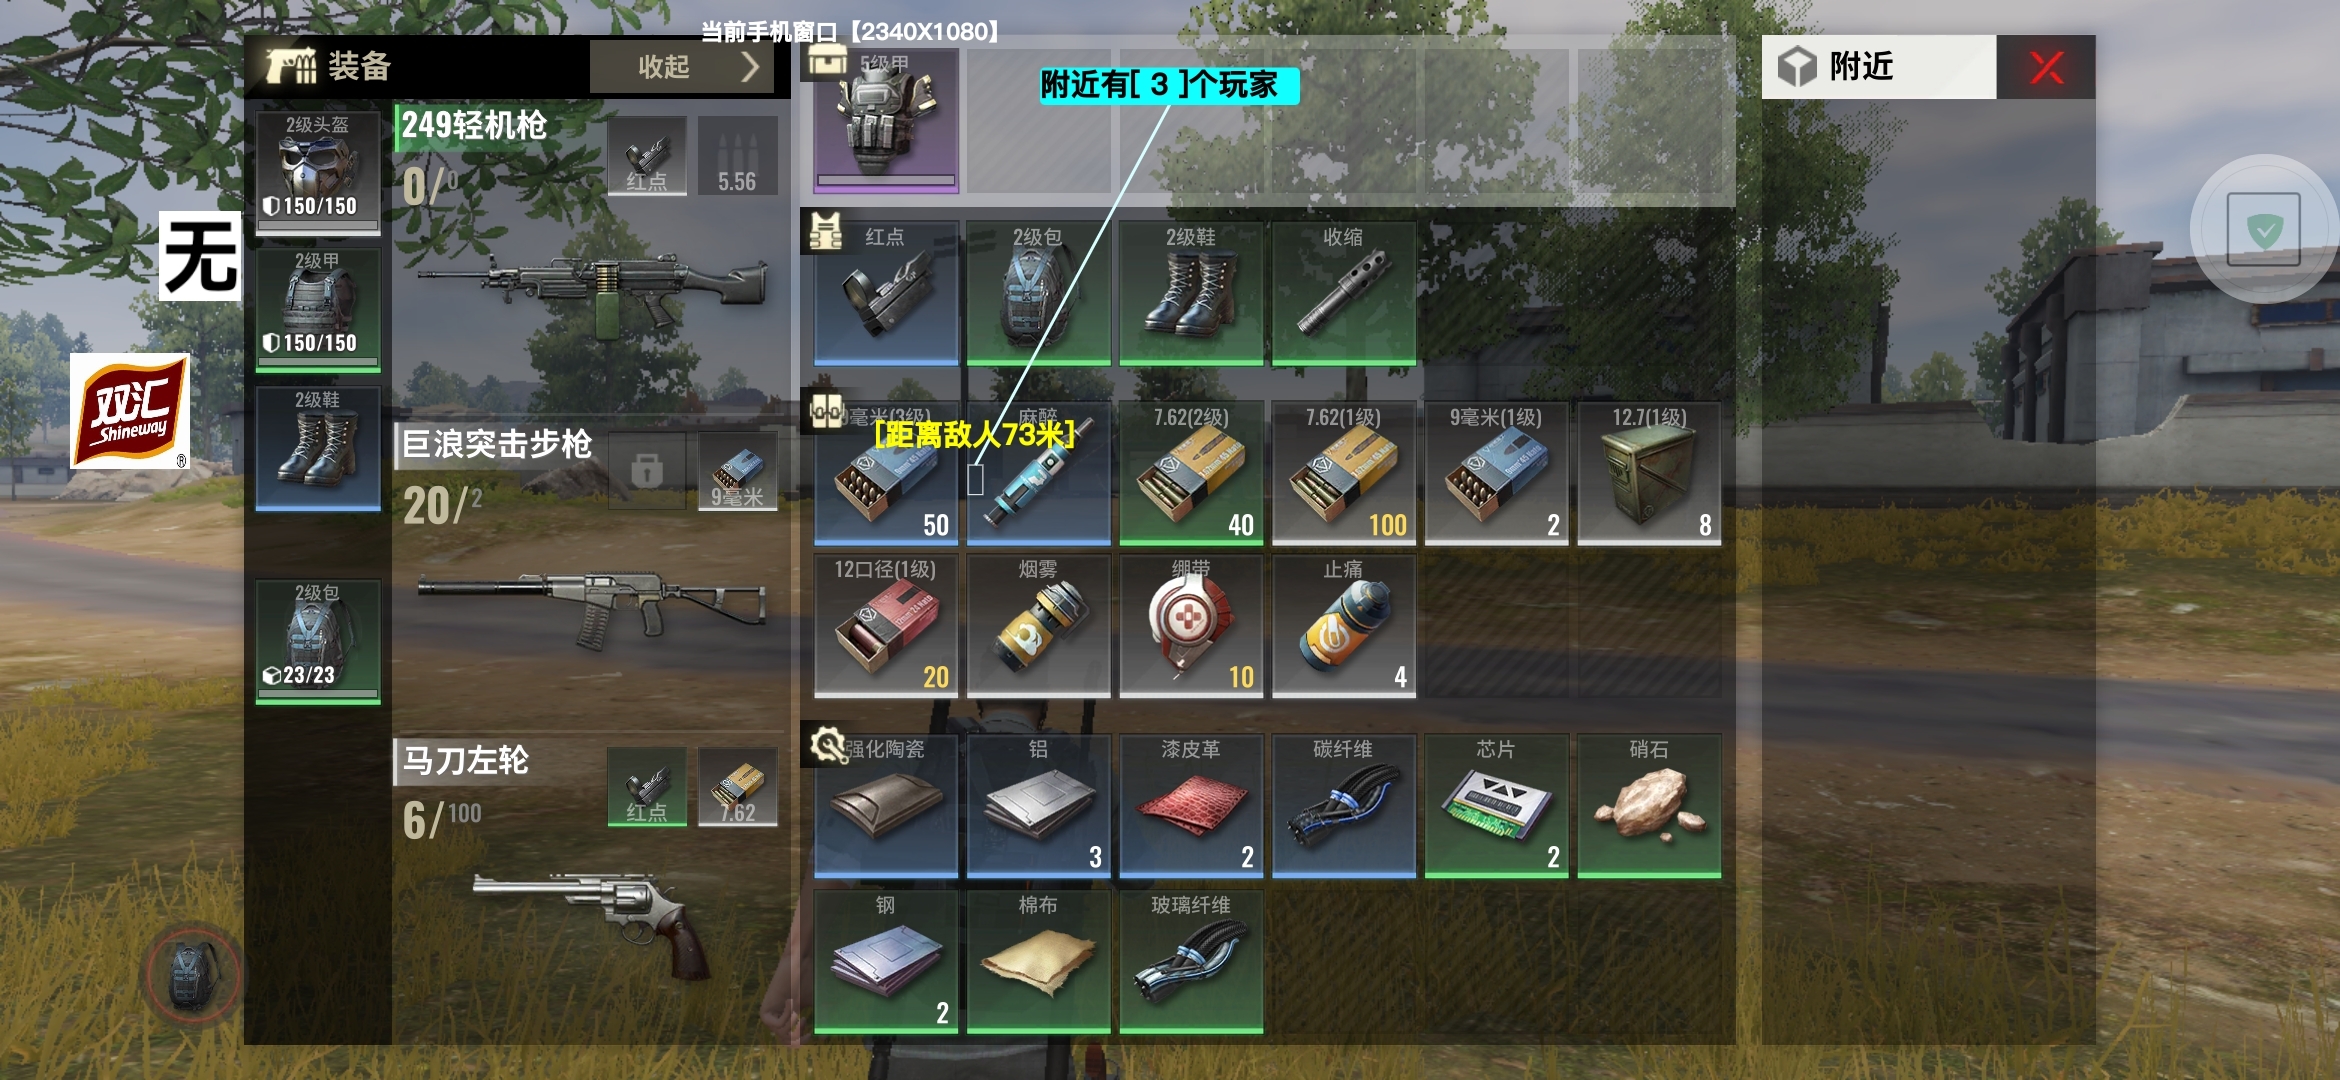 当前手机窗口【2340X1080】
装备
收起
5级甲
附近有[ 3 ]个玩家
附近
2级头盔
150/150
249轻机枪
0/0
红点
5.56
无
2级甲
150/150
红点
2级包
2级鞋
收缩
双汇
Shineway
®
2级鞋
巨浪突击步枪
20/2
9毫米
毫米(3级)
50
麻醉
[距离敌人73米]
7.62(2级)
40
7.62(1级)
100
9毫米(1级)
2
12.7(1级)
8
2级包
23/23
12口径(1级)
20
烟雾
绷带
10
止痛
4
马刀左轮
6/100
红点
7.62
强化陶瓷
铝
3
漆皮革
2
碳纤维
芯片
2
硝石
钢
2
棉布
玻璃纤维